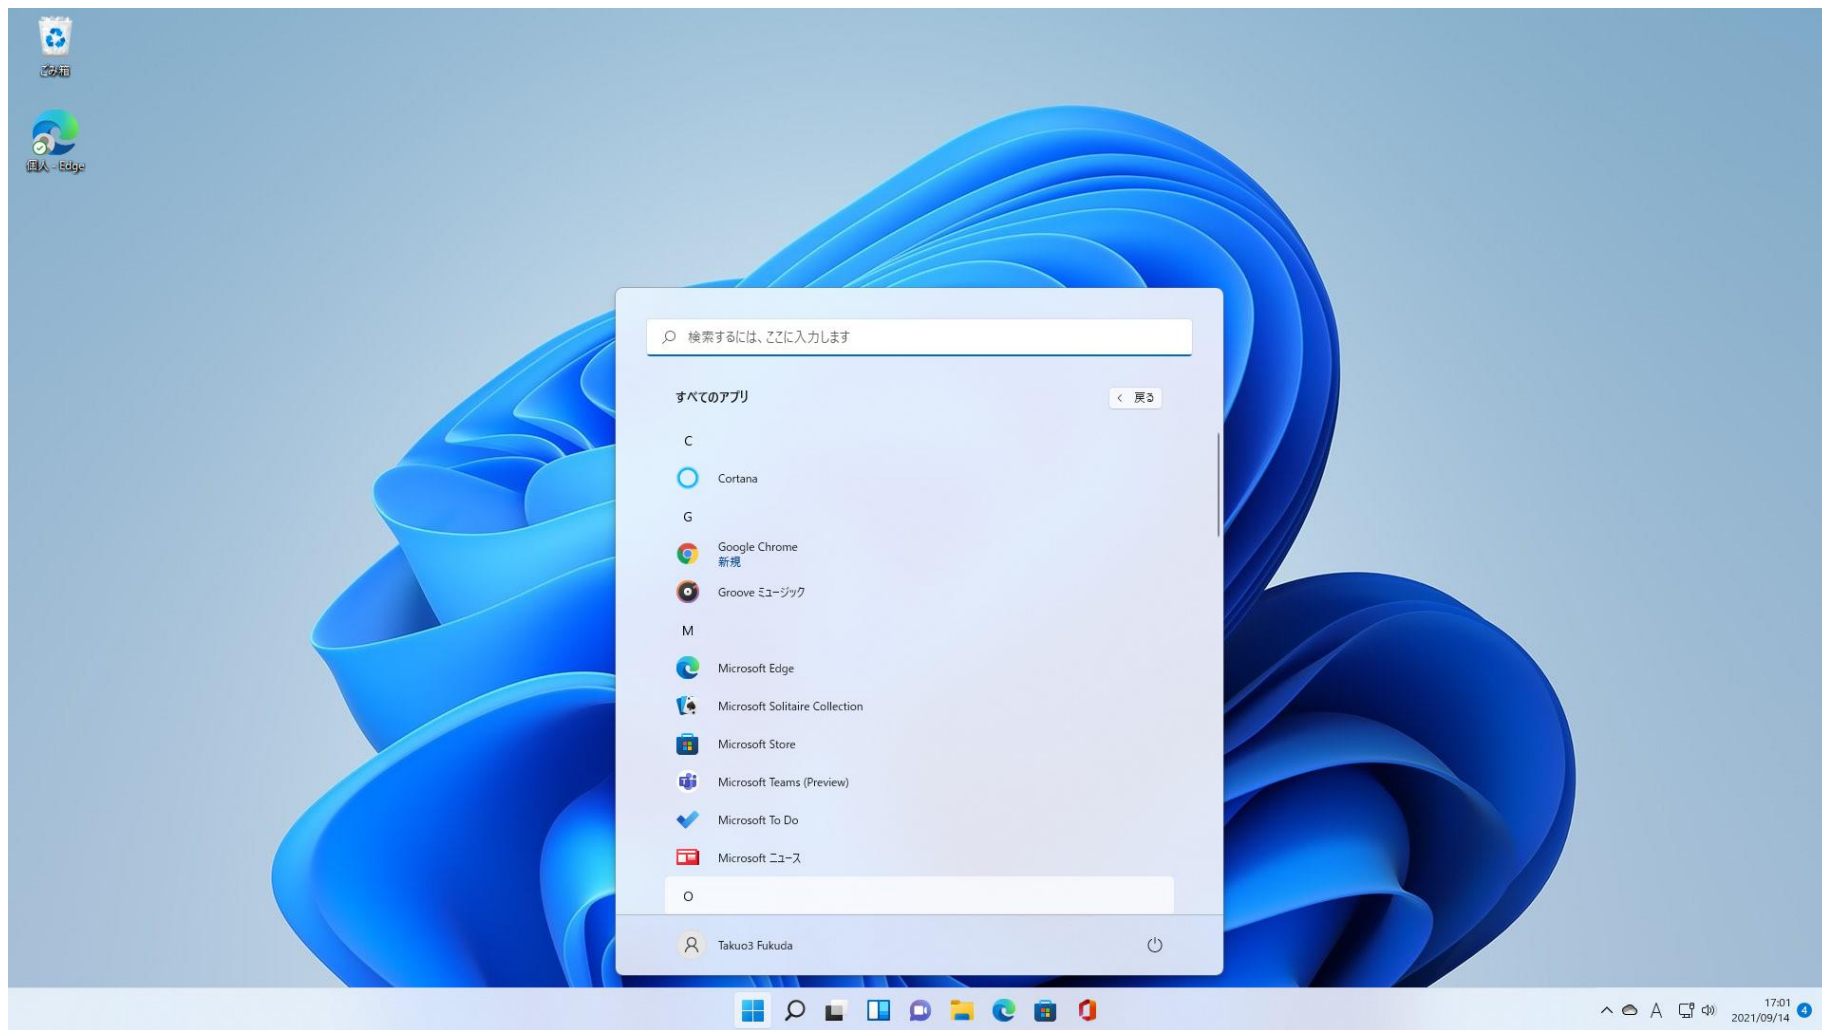 ごみ箱
個人 - Edge
検索するには、ここに入力します
すべてのアプリ
戻る
C
Cortana
G
Google Chrome
新規
Groove ミュージック
M
Microsoft Edge
Microsoft Solitaire Collection
Microsoft Store
Microsoft Teams (Preview)
Microsoft To Do
Microsoft ニュース
O
Takuo3 Fukuda
A
17:01
2021/09/14
4